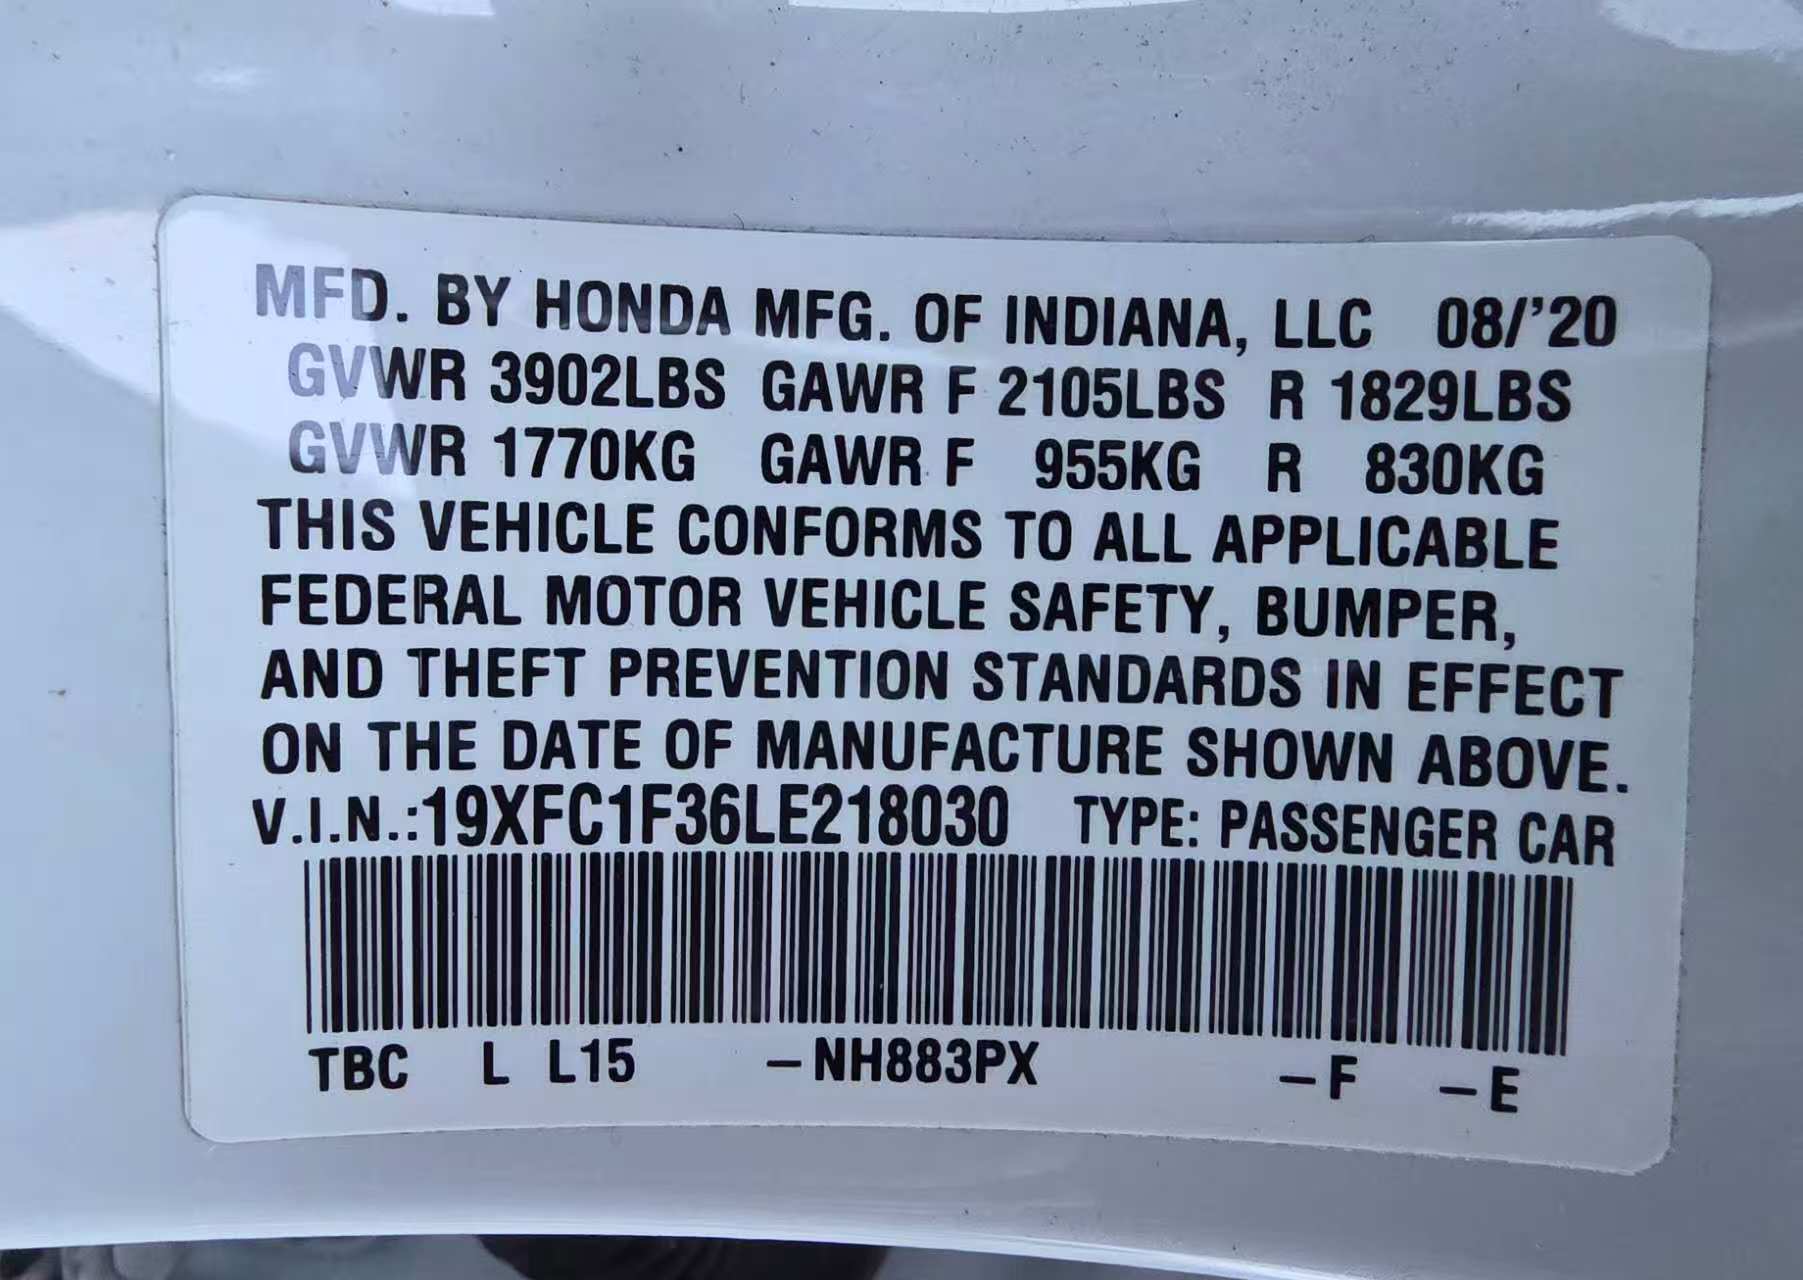 MFD. BY HONDA MFG. OF INDIANA, LLC 08/'20
GVWR 3902LBS GAWR F 2105LBS R 1829LBS
GVWR 1770KG GAWR F 955KG R 830KG
THIS VEHICLE CONFORMS TO ALL APPLICABLE
FEDERAL MOTOR VEHICLE SAFETY, BUMPER,
AND THEFT PREVENTION STANDARDS IN EFFECT
ON THE DATE OF MANUFACTURE SHOWN ABOVE.
V.I.N.:19XFC1F36LE218030 TYPE: PASSENGER CAR
TBC L L15 –NH883PX –F –E